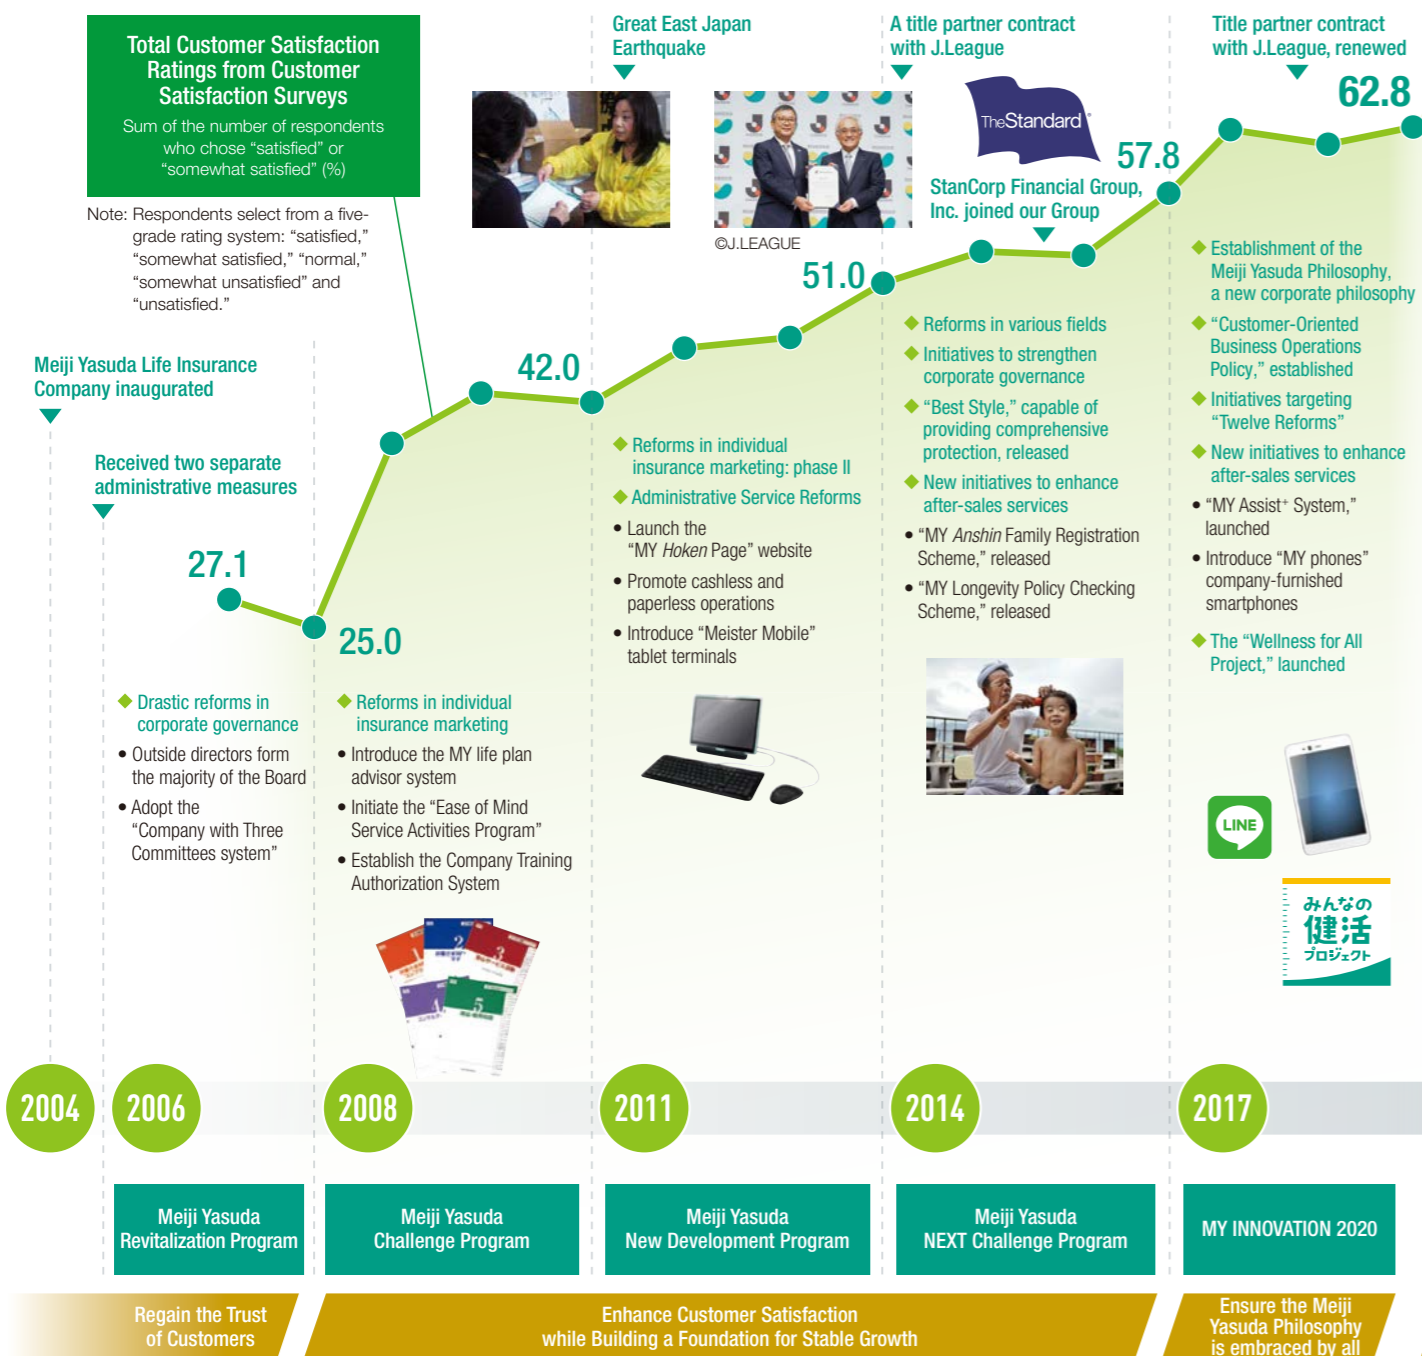 Total Customer Satisfaction
Ratings from Customer
Satisfaction Surveys
Sum of the number of respondents
who chose “satisfied” or
“somewhat satisfied” (%)
Note: Respondents select from a five-
grade rating system: “satisfied,”
“somewhat satisfied,” “normal,”
“somewhat unsatisfied” and
“unsatisfied.”
Great East Japan
Earthquake
A title partner contract
with J.League
Title partner contract
with J.League, renewed
©J.LEAGUE
TheStandard®
StanCorp Financial Group,
Inc. joined our Group
Meiji Yasuda Life Insurance
Company inaugurated
Received two separate
administrative measures
27.1
25.0
42.0
51.0
57.8
62.8
◆ Drastic reforms in
corporate governance
• Outside directors form
the majority of the Board
• Adopt the
“Company with Three
Committees system”
◆ Reforms in individual
insurance marketing
• Introduce the MY life plan
advisor system
• Initiate the “Ease of Mind
Service Activities Program”
• Establish the Company Training
Authorization System
1
2
3
4
5
◆ Reforms in individual
insurance marketing: phase II
◆ Administrative Service Reforms
• Launch the
“MY Hoken Page” website
• Promote cashless and
paperless operations
• Introduce “Meister Mobile”
tablet terminals
◆ Reforms in various fields
◆ Initiatives to strengthen
corporate governance
◆ “Best Style,” capable of
providing comprehensive
protection, released
◆ New initiatives to enhance
after-sales services
• “MY Anshin Family Registration
Scheme,” released
• “MY Longevity Policy Checking
Scheme,” released
◆ Establishment of the
Meiji Yasuda Philosophy,
a new corporate philosophy
◆ “Customer-Oriented
Business Operations
Policy,” established
◆ Initiatives targeting
“Twelve Reforms”
◆ New initiatives to enhance
after-sales services
• “MY Assist+ System,”
launched
• Introduce “MY phones”
company-furnished
smartphones
◆ The “Wellness for All
Project,” launched
LINE
みんなの
健活
プロジェクト
2004
2006
2008
2011
2014
2017
Meiji Yasuda
Revitalization Program
Meiji Yasuda
Challenge Program
Meiji Yasuda
New Development Program
Meiji Yasuda
NEXT Challenge Program
MY INNOVATION 2020
Regain the Trust
of Customers
Enhance Customer Satisfaction
while Building a Foundation for Stable Growth
Ensure the Meiji
Yasuda Philosophy
is embraced by all